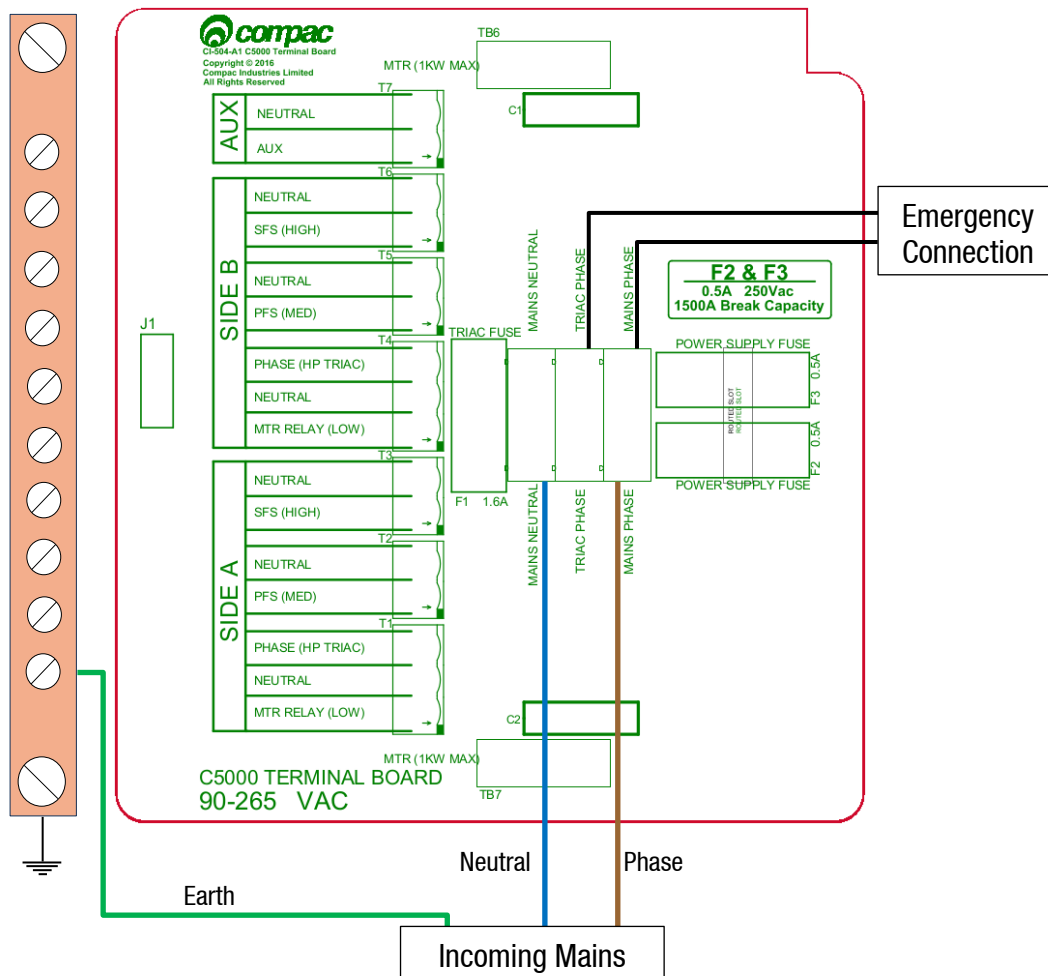 compac
CI-504-A1 C5000 Terminal Board
Copyright © 2016
Compac Industries Limited
All Rights Reserved
TB6
MTR (1KW MAX)
C1
T7
AUX
NEUTRAL
AUX
T6
SIDE B
NEUTRAL
SFS (HIGH)
T5
NEUTRAL
PFS (MED)
T4
PHASE (HP TRIAC)
NEUTRAL
MTR RELAY (LOW)
T3
SIDE A
NEUTRAL
SFS (HIGH)
T2
NEUTRAL
PFS (MED)
T1
PHASE (HP TRIAC)
NEUTRAL
MTR RELAY (LOW)
J1
MAINS NEUTRAL
TRIAC PHASE
MAINS PHASE
Emergency
Connection
F2 & F3
0.5A 250Vac
1500A Break Capacity
TRIAC FUSE
F1 1.6A
POWER SUPPLY FUSE
F3 0.5A
ROUTED SLOT
ROUTED SLOT
F2 0.5A
POWER SUPPLY FUSE
MAINS NEUTRAL
TRIAC PHASE
MAINS PHASE
C2
MTR (1KW MAX)
TB7
C5000 TERMINAL BOARD
90-265 VAC
Neutral
Phase
Earth
Incoming Mains